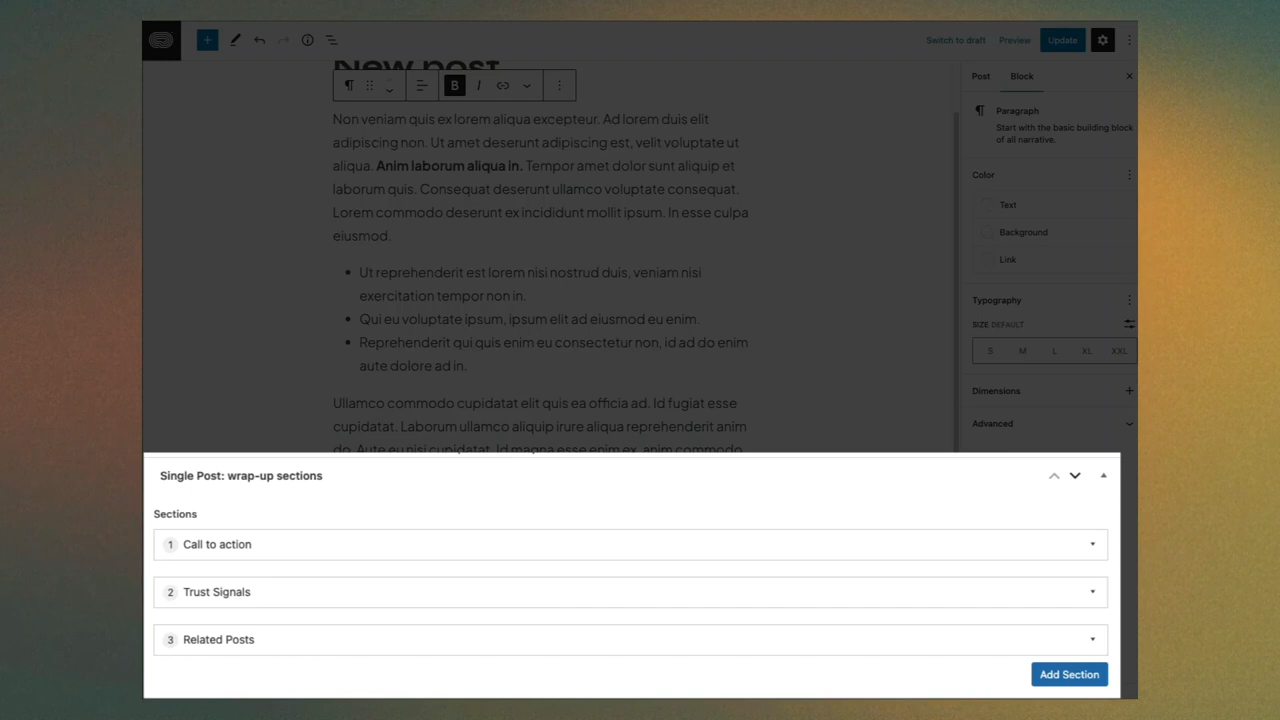 Switch to draft Preview Update
New post
B I
Post Block
Non veniam quis ex lorem aliqua excepteur. Ad lorem duis elit
adipiscing non. Ut amet deserunt adipiscing est, velit voluptate ut
aliqua. Anim laborum aliqua in. Tempor amet dolor sunt aliquip et
laborum quis. Consequat deserunt ullamco voluptate consequat.
Lorem commodo deserunt ex incididunt mollit ipsum. In esse culpa
eiusmod.
Ut reprehenderit est lorem nisi nostrud duis, veniam nisi
exercitation tempor non in.
Qui eu voluptate ipsum, ipsum elit ad eiusmod eu enim.
Reprehenderit qui quis enim eu consectetur non, id ad do enim
aute dolore ad in.
Ullamco commodo cupidatat elit quis ea officia ad. Id fugiat esse
cupidatat. Laborum ullamco aliquip irure aliqua reprehenderit anim
do. Aute eu nisi cupidatat. Id magna esse enim ex, anim commodo
Paragraph
Start with the basic building block
of all narrative.
Color
Text
Background
Link
Typography
SIZE DEFAULT
S M L XL XXL
Dimensions
Advanced
Single Post: wrap-up sections
Sections
1 Call to action
2 Trust Signals
3 Related Posts
Add Section